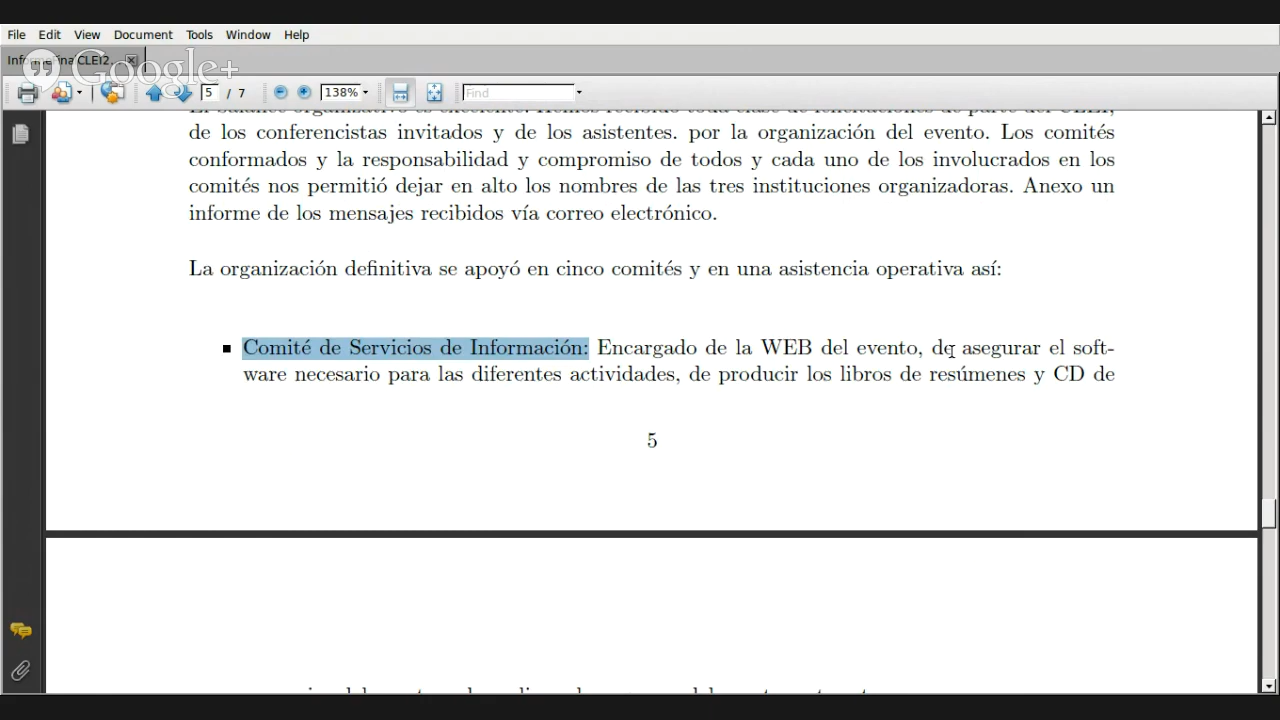 File Edit View Document Tools Window Help
InformeFinalCLEI2...
Google+
5 / 7 138% Find
de los conferencistas invitados y de los asistentes. por la organización del evento. Los comités
conformados y la responsabilidad y compromiso de todos y cada uno de los involucrados en los
comités nos permitió dejar en alto los nombres de las tres instituciones organizadoras. Anexo un
informe de los mensajes recibidos vía correo electrónico.
La organización definitiva se apoyó en cinco comités y en una asistencia operativa así:
Comité de Servicios de Información: Encargado de la WEB del evento, de asegurar el soft-
ware necesario para las diferentes actividades, de producir los libros de resúmenes y CD de
5